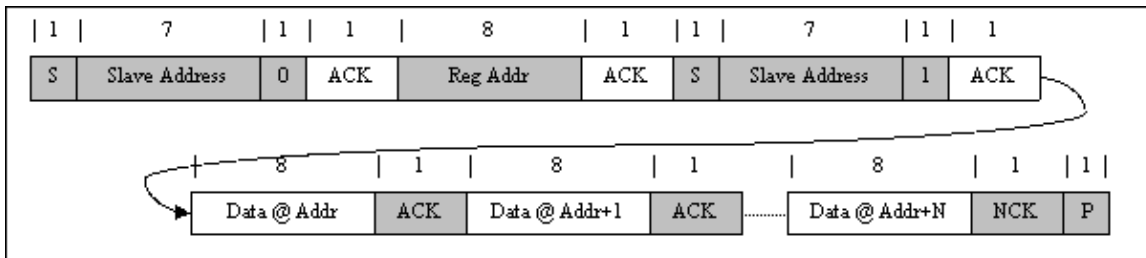 | 1 | 7 | 1 | 1 | 8 | 1 | 1 | 7 | 1 | 1
S Slave Address 0 ACK Reg Addr ACK S Slave Address 1 ACK
| 8 | 1 | 8 | 1 | 8 | 1 | 1 |
Data @ Addr ACK Data @ Addr+1 ACK ........... Data @ Addr+N NCK P